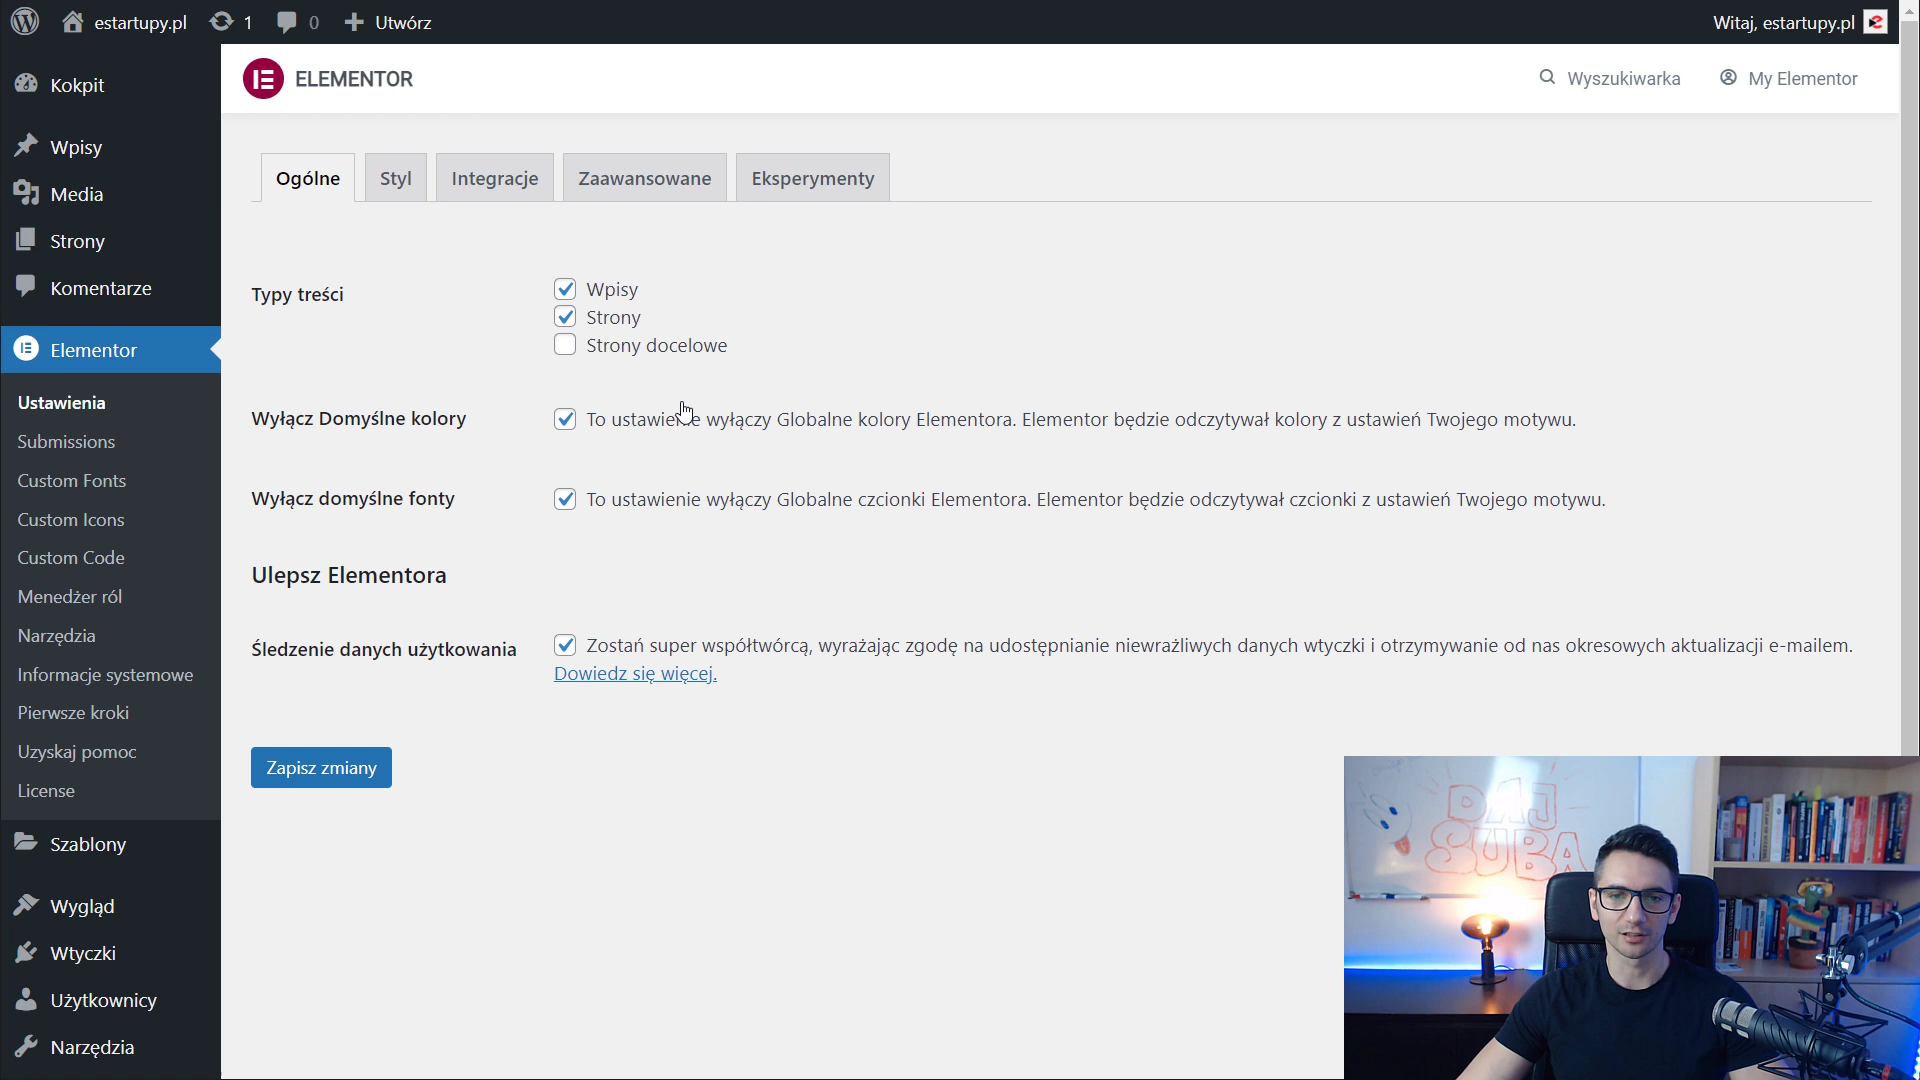 estartupy.pl
1
0
Utwórz
Witaj, estartupy.pl
Kokpit
Wpisy
Media
Strony
Komentarze
Elementor
Ustawienia
Submissions
Custom Fonts
Custom Icons
Custom Code
Menedżer ról
Narzędzia
Informacje systemowe
Pierwsze kroki
Uzyskaj pomoc
License
Szablony
Wygląd
Wtyczki
Użytkownicy
Narzędzia
ELEMENTOR
Wyszukiwarka
My Elementor
Ogólne
Styl
Integracje
Zaawansowane
Eksperymenty
Typy treści
Wpisy
Strony
Strony docelowe
Wyłącz Domyślne kolory
To ustawienie wyłączy Globalne kolory Elementora. Elementor będzie odczytywał kolory z ustawień Twojego motywu.
Wyłącz domyślne fonty
To ustawienie wyłączy Globalne czcionki Elementora. Elementor będzie odczytywał czcionki z ustawień Twojego motywu.
Ulepsz Elementora
Śledzenie danych użytkowania
Zostań super współtwórcą, wyrażając zgodę na udostępnianie niewrażliwych danych wtyczki i otrzymywanie od nas okresowych aktualizacji e-mailem.
Dowiedz się więcej.
Zapisz zmiany
DAJ
SUBA